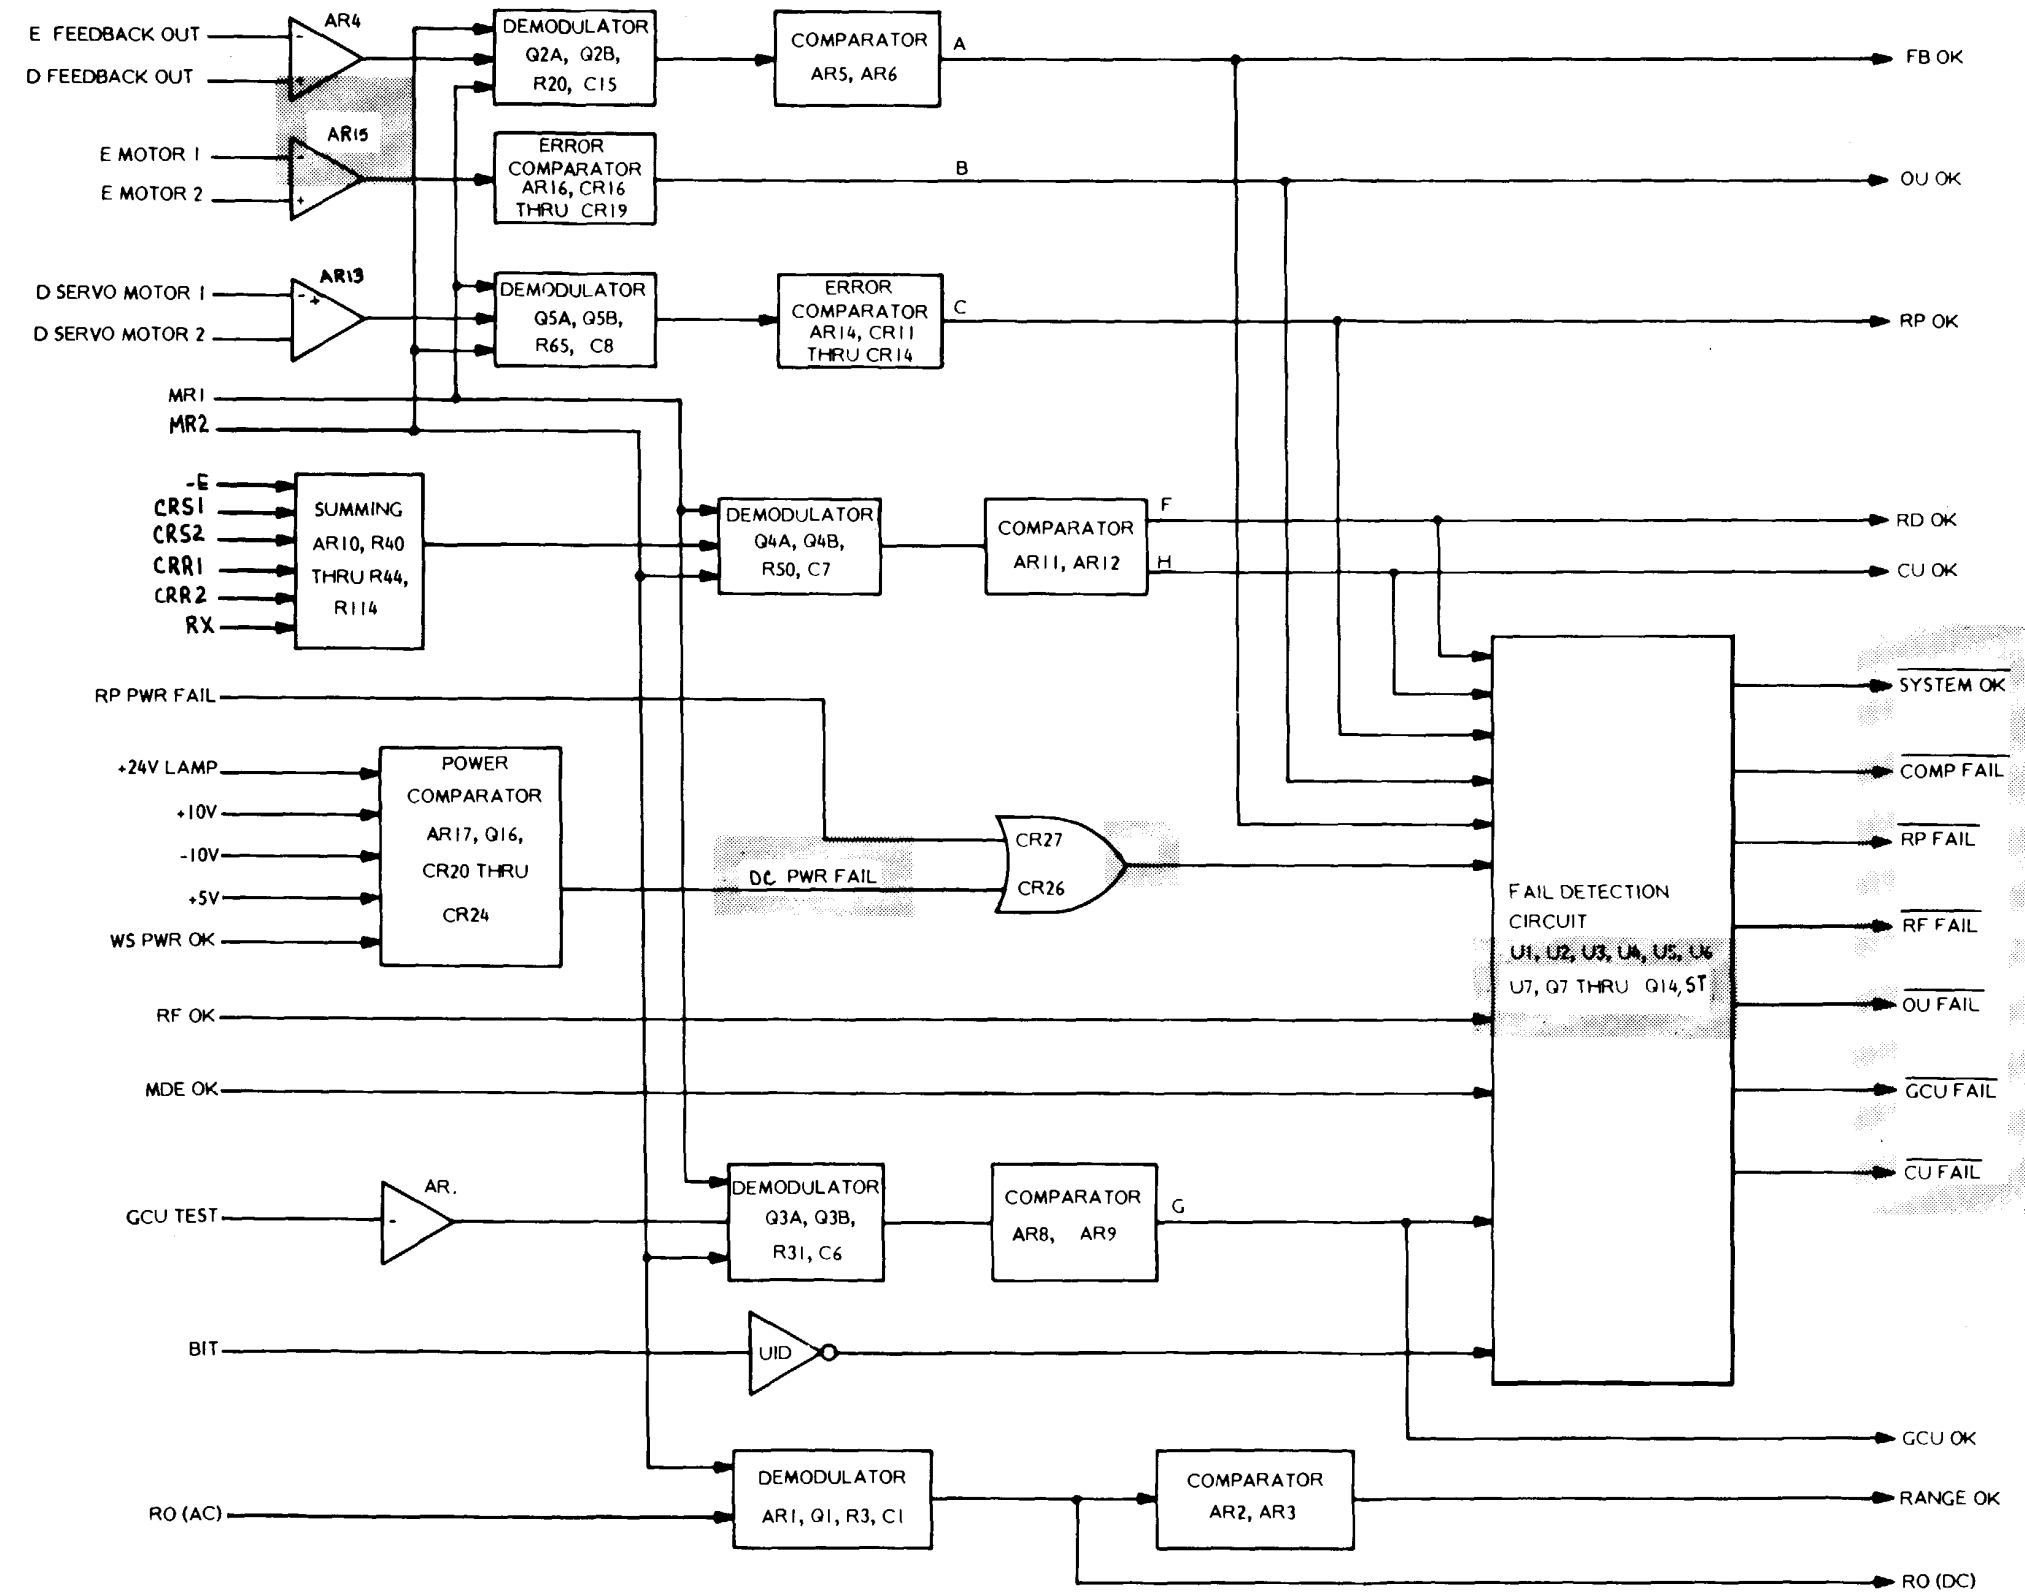 E FEEDBACK OUT
D FEEDBACK OUT
-
+
AR4
DEMODULATOR
Q2A, Q2B,
R20, C15
COMPARATOR
AR5, AR6
A
FB OK
E MOTOR 1
E MOTOR 2
-
+
AR15
ERROR
COMPARATOR
AR16, CR16
THRU CR19
B
OU OK
D SERVO MOTOR 1
D SERVO MOTOR 2
- +
AR13
DEMODULATOR
Q5A, Q5B,
R65, C8
ERROR
COMPARATOR
AR14, CR11
THRU CR14
C
RP OK
MR1
MR2
-E
CRS1
CRS2
CRR1
CRR2
RX
SUMMING
AR10, R40
THRU R44,
R114
DEMODULATOR
Q4A, Q4B,
R50, C7
COMPARATOR
AR11, AR12
F
H
RD OK
CU OK
RP PWR FAIL
+24V LAMP
+10V
-10V
+5V
WS PWR OK
POWER
COMPARATOR
AR17, Q16,
CR20 THRU
CR24
DC PWR FAIL
CR27
CR26
RF OK
MDE OK
FAIL DETECTION
CIRCUIT
U1, U2, U3, U4, U5, U6
U7, Q7 THRU Q14, ST
SYSTEM OK
COMP FAIL
RP FAIL
RF FAIL
OU FAIL
GCU FAIL
CU FAIL
GCU TEST
-
AR.
DEMODULATOR
Q3A, Q3B,
R31, C6
COMPARATOR
AR8, AR9
G
BIT
U1D
GCU OK
RO (AC)
DEMODULATOR
AR1, Q1, R3, C1
COMPARATOR
AR2, AR3
RANGE OK
RO (DC)